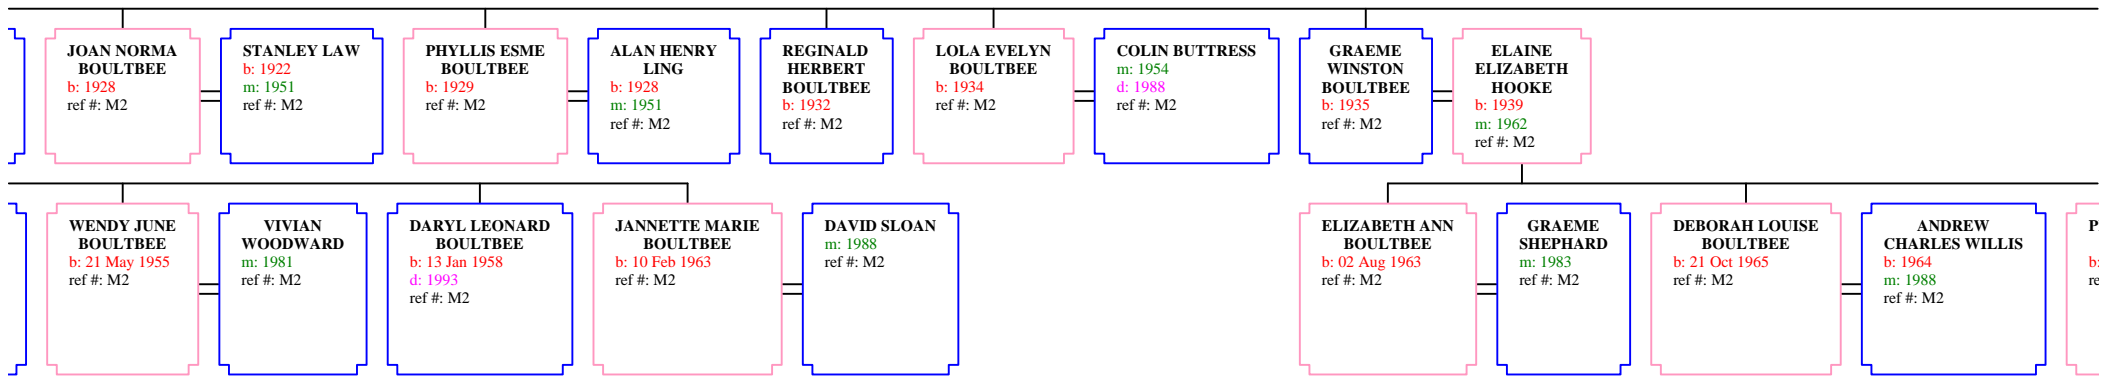 JOAN NORMA
BOULTBEE
b: 1928
ref #: M2
STANLEY LAW
b: 1922
m: 1951
ref #: M2
PHYLLIS ESME
BOULTBEE
b: 1929
ref #: M2
ALAN HENRY
LING
b: 1928
m: 1951
ref #: M2
REGINALD
HERBERT
BOULTBEE
b: 1932
ref #: M2
LOLA EVELYN
BOULTBEE
b: 1934
ref #: M2
COLIN BUTTRESS
m: 1954
d: 1988
ref #: M2
GRAEME
WINSTON
BOULTBEE
b: 1935
ref #: M2
ELAINE
ELIZABETH
HOOKE
b: 1939
m: 1962
ref #: M2
WENDY JUNE
BOULTBEE
b: 21 May 1955
ref #: M2
VIVIAN
WOODWARD
m: 1981
ref #: M2
DARYL LEONARD
BOULTBEE
b: 13 Jan 1958
d: 1993
ref #: M2
JANNETTE MARIE
BOULTBEE
b: 10 Feb 1963
ref #: M2
DAVID SLOAN
m: 1988
ref #: M2
ELIZABETH ANN
BOULTBEE
b: 02 Aug 1963
ref #: M2
GRAEME
SHEPHARD
m: 1983
ref #: M2
DEBORAH LOUISE
BOULTBEE
b: 21 Oct 1965
ref #: M2
ANDREW
CHARLES WILLIS
b: 1964
m: 1988
ref #: M2
P
b:
re